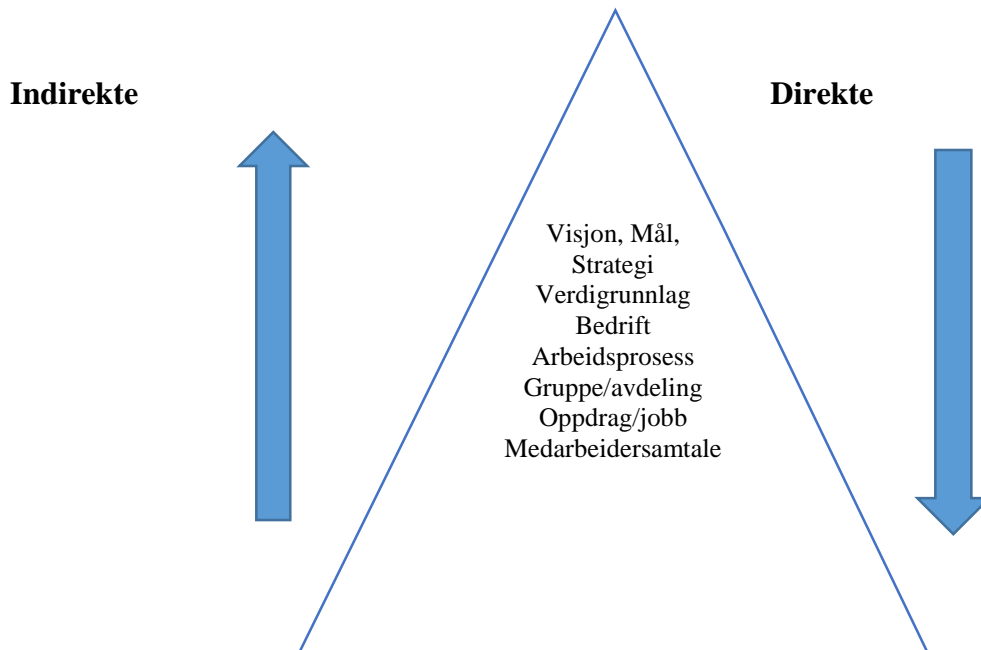 Indirekte
Direkte
Visjon, Mål,
Strategi
Verdigrunnlag
Bedrift
Arbeidsprosess
Gruppe/avdeling
Oppdrag/jobb
Medarbeidersamtale